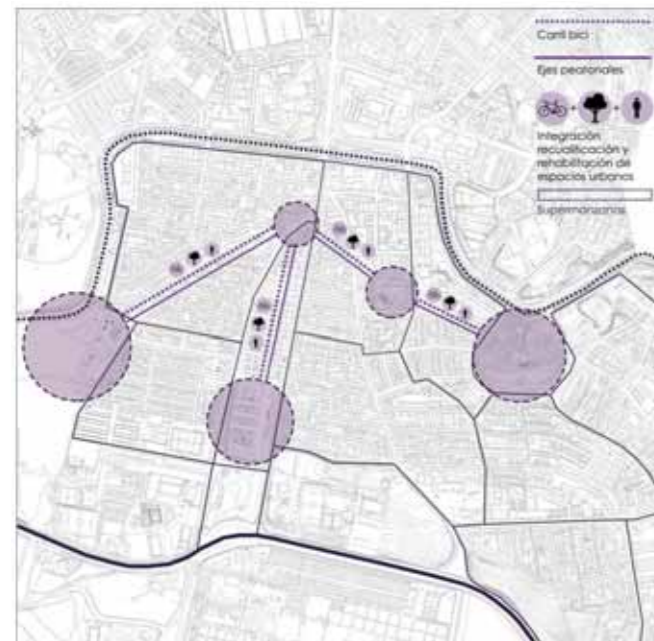 Carril bici
Ejes peatonales
Integración
recualificación y
rehabilitación de
espacios urbanos
Supermanzanas